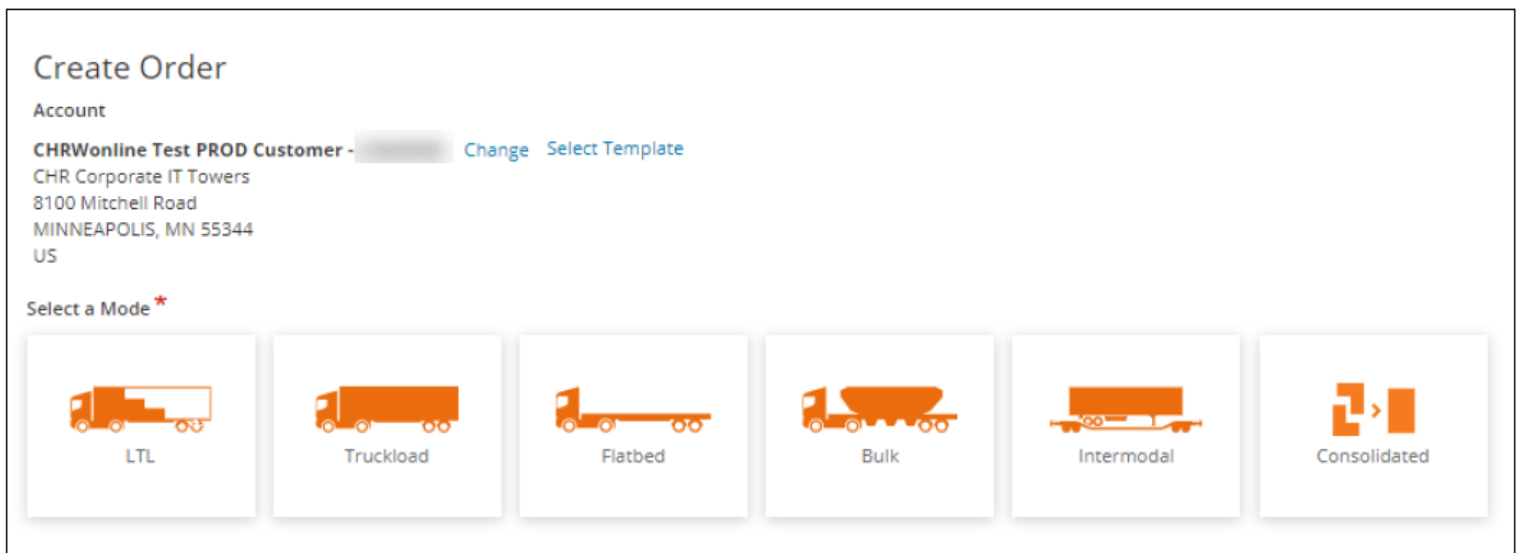 Create Order
Account
CHRWonline Test PROD Customer - Change Select Template
CHR Corporate IT Towers
8100 Mitchell Road
MINNEAPOLIS, MN 55344
US
Select a Mode *
LTL Truckload Flatbed Bulk Intermodal Consolidated